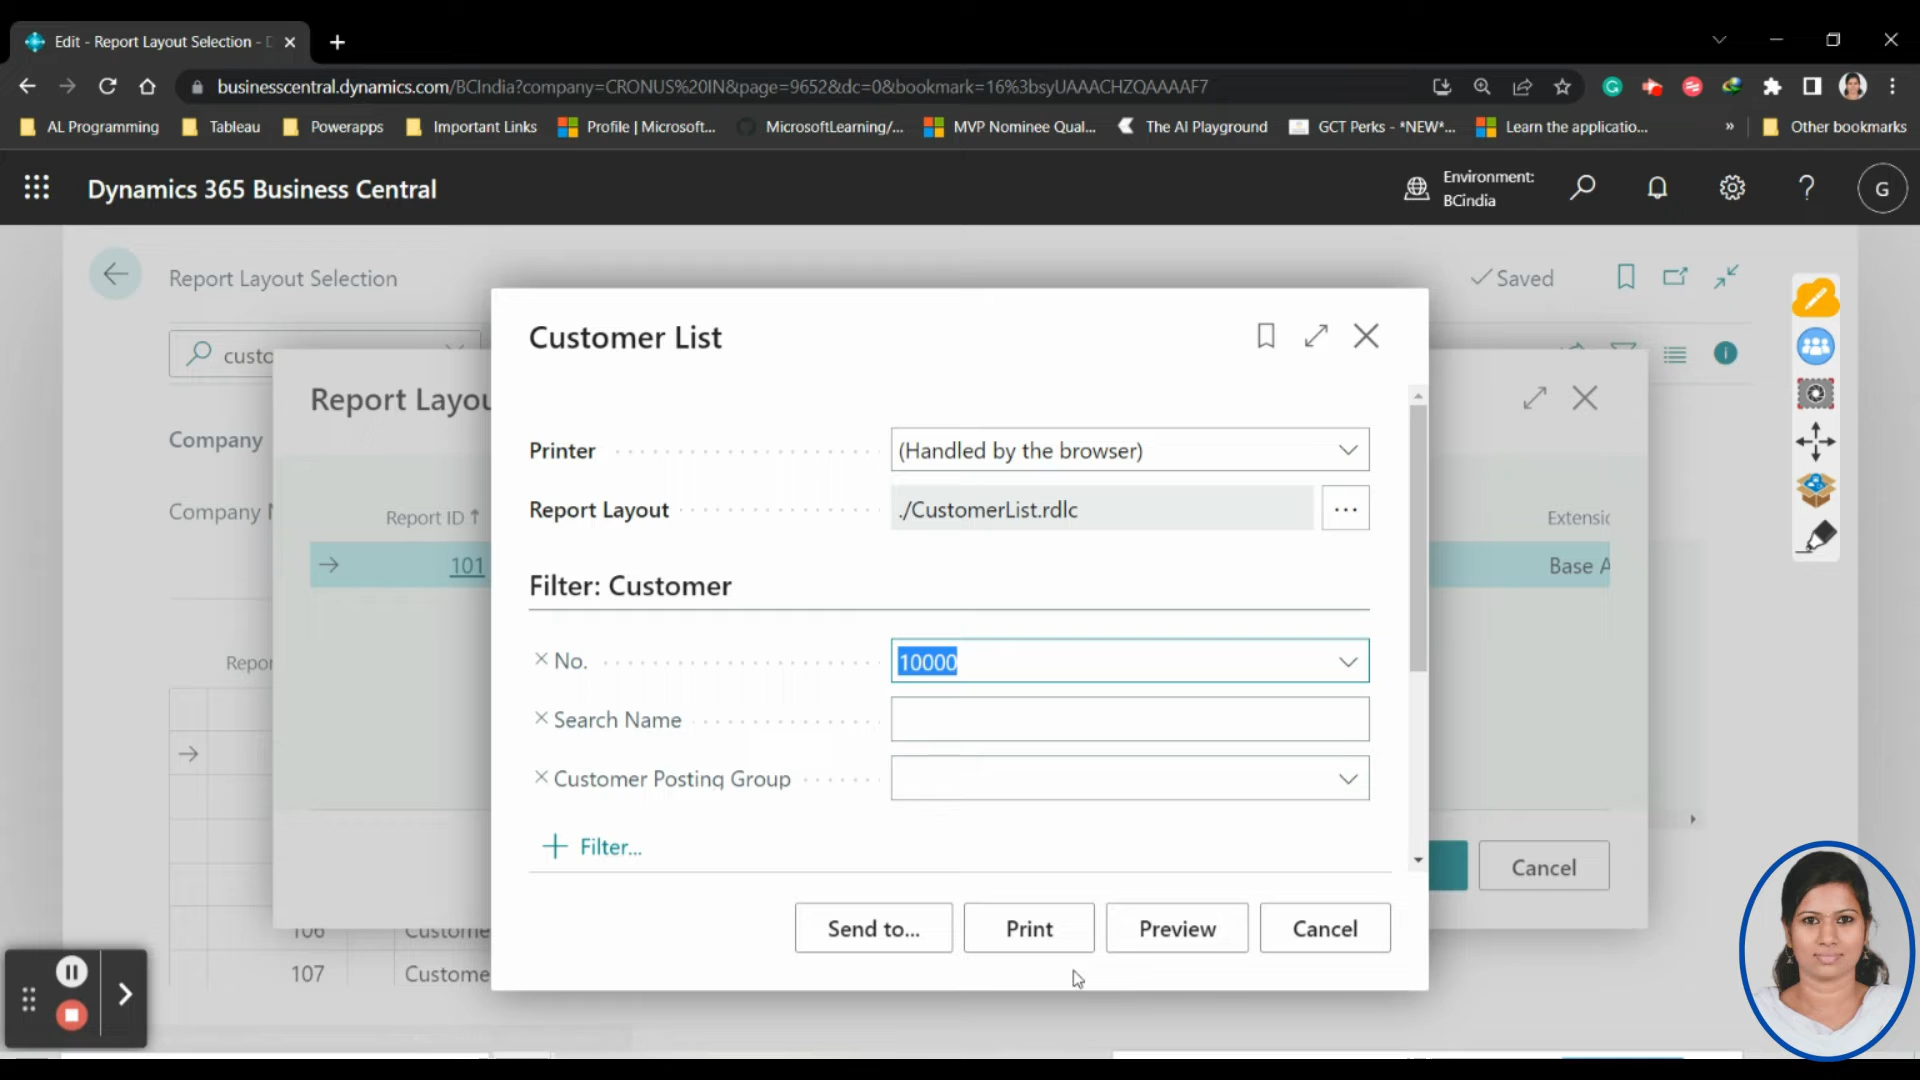 Edit - Report Layout Selection - D
businesscentral.dynamics.com/BCIndia?company=CRONUS%20IN&page=9652&dc=0&bookmark=16%3bsyUAAACHZQAAAAF7
AL Programming
Tableau
Powerapps
Important Links
Profile | Microsoft...
MicrosoftLearning/...
MVP Nominee Qual...
The AI Playground
GCT Perks - *NEW*...
Learn the applicatio...
»
Other bookmarks
Dynamics 365 Business Central
Environment:
BCindia
?
G
Report Layout Selection
Saved
Customer List
custo
Report Layou
Company
Printer
(Handled by the browser)
Report Layout
./CustomerList.rdlc
...
Company N
Report ID ↑
Extensio
101
Base A
Filter: Customer
Repor
No.
10000
Search Name
Customer Posting Group
Filter...
Cancel
Send to...
Print
Preview
Cancel
106
Custome
107
Custome